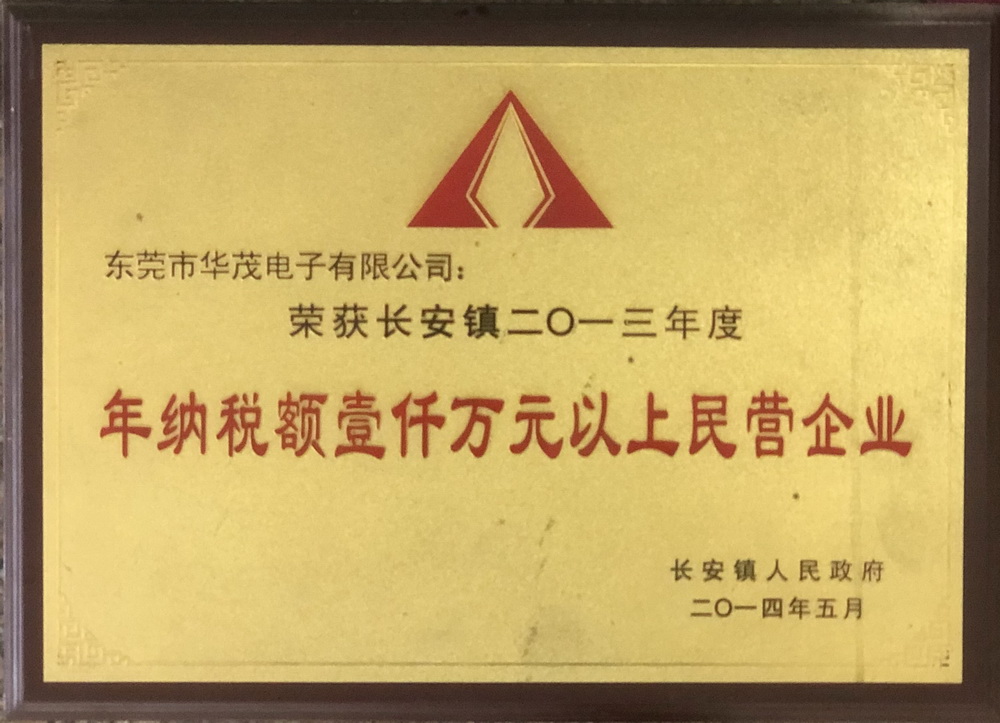 东莞市华茂电子有限公司：
荣获长安镇二〇一三年度
年纳税额壹仟万元以上民营企业
长安镇人民政府
二〇一四年五月